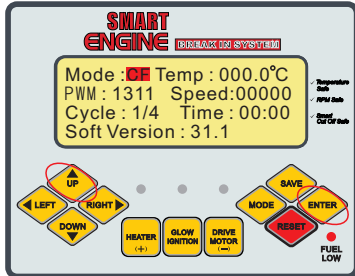 SMART
ENGINE BREAK IN SYSTEM
Mode : CF Temp : 000.0°C
PWM : 1311 Speed:00000
Cycle : 1/4 Time : 00:00
Soft Version : 31.1
Temperature
Safe
RPM Safe
Smart
Cut Off Safe
UP
LEFT
RIGHT
DOWN
HEATER
(+)
GLOW
IGNITION
DRIVE
MOTOR
(−)
SAVE
MODE
ENTER
RESET
FUEL
LOW